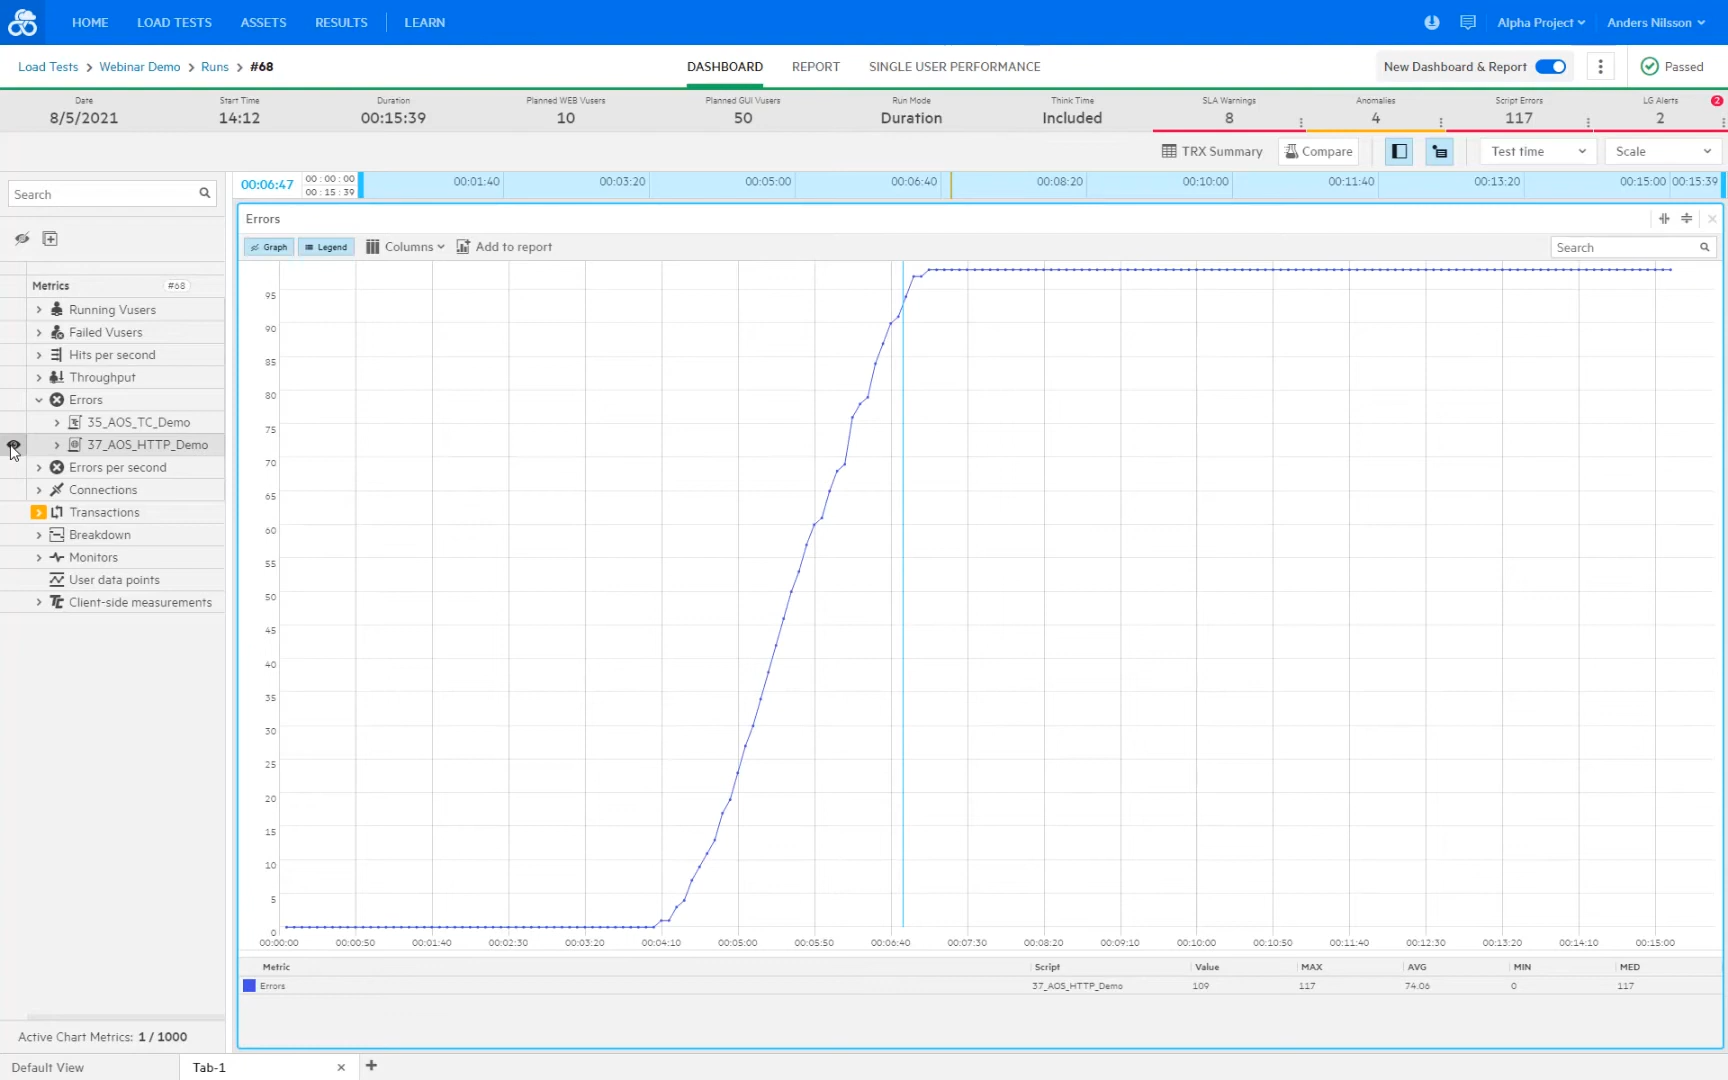 HOME LOAD TESTS ASSETS RESULTS LEARN Alpha Project Anders Nilsson
Load Tests > Webinar Demo > Runs > #68 DASHBOARD REPORT SINGLE USER PERFORMANCE New Dashboard & Report Passed
Date Start Time Duration Planned WEB Vusers Planned GUI Vusers Run Mode Think Time SLA Warnings Anomalies Script Errors LG Alerts 2
8/5/2021 14:12 00:15:39 10 50 Duration Included 8 4 117 2
TRX Summary Compare Test time Scale
Search
00:06:47 00 : 00 : 00 00:01:40 00:03:20 00:05:00 00:06:40 00:08:20 00:10:00 00:11:40 00:13:20 00:15:00 00:15:39
00 : 15 : 39
Errors
Graph Legend Columns Add to report Search
Metrics #68
Running Vusers
Failed Vusers
Hits per second
Throughput
Errors
35_AOS_TC_Demo
37_AOS_HTTP_Demo
Errors per second
Connections
Transactions
Breakdown
Monitors
User data points
Client-side measurements
95
90
85
80
75
70
65
60
55
50
45
40
35
30
25
20
15
10
5
0
00:00:00 00:00:50 00:01:40 00:02:30 00:03:20 00:04:10 00:05:00 00:05:50 00:06:40 00:07:30 00:08:20 00:09:10 00:10:00 00:10:50 00:11:40 00:12:30 00:13:20 00:14:10 00:15:00
Metric Script Value MAX AVG MIN MED
Errors 37_AOS_HTTP_Demo 109 117 74.06 0 117
Active Chart Metrics: 1 / 1000
Default View Tab-1 × +